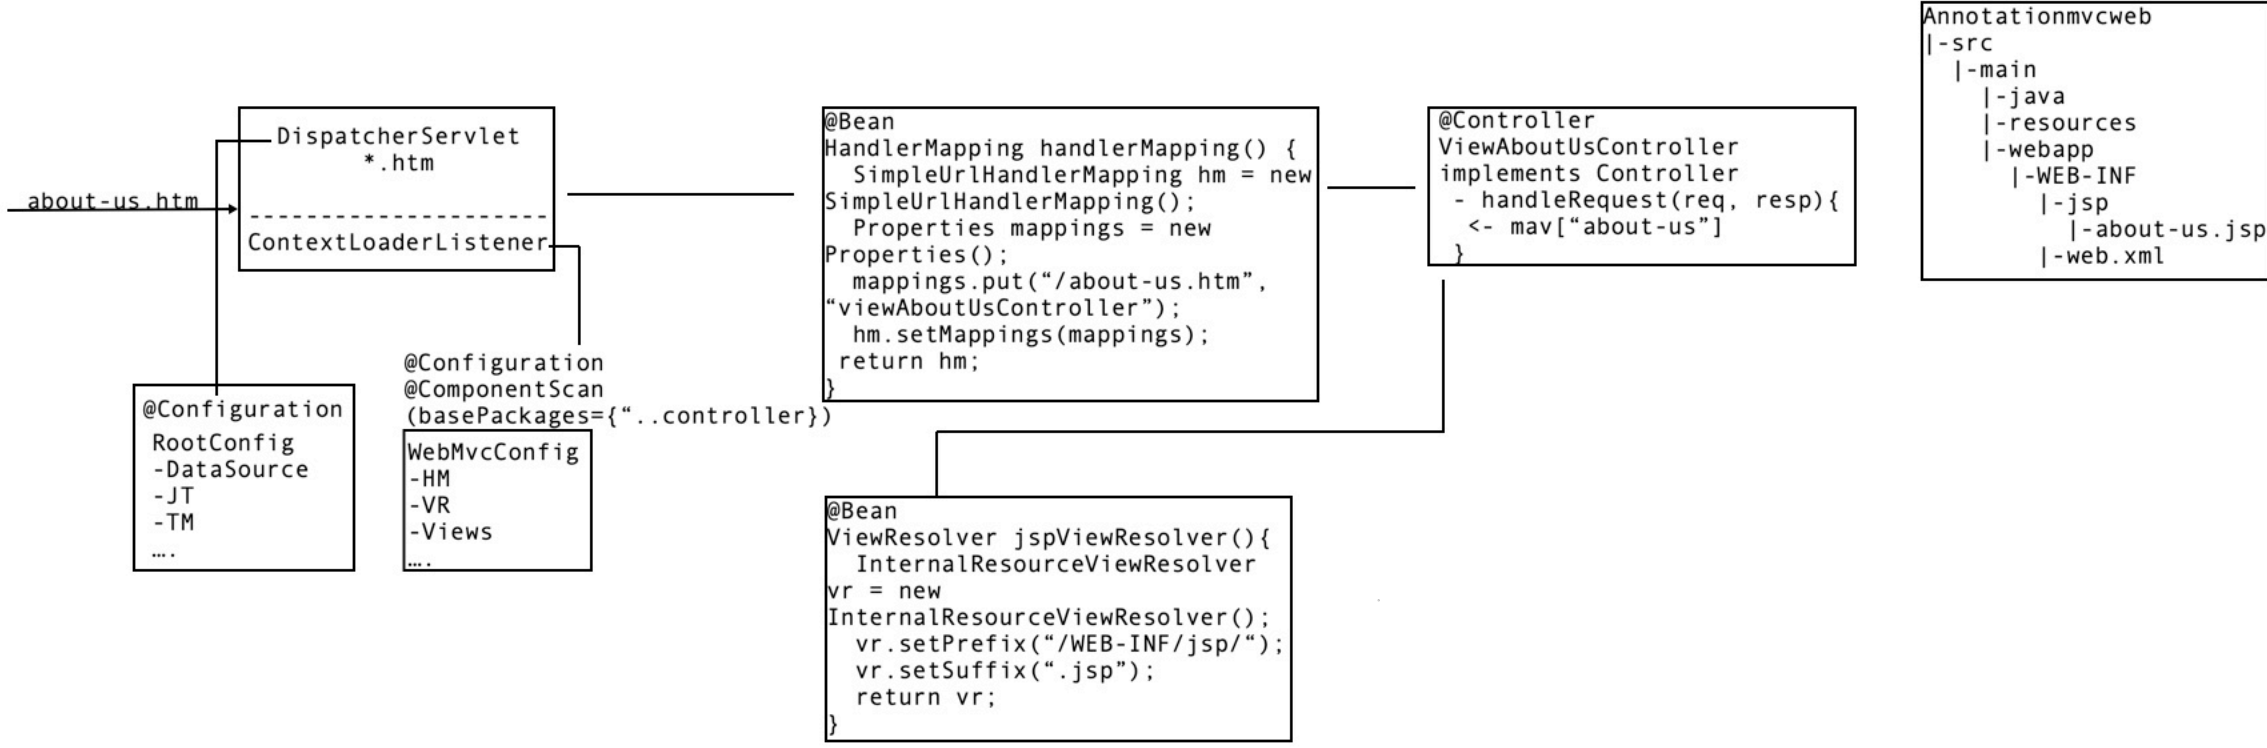 about-us.htm
DispatcherServlet
*.htm
---------------------
ContextLoaderListener
@Configuration
RootConfig
-DataSource
-JT
-TM
….
@Configuration
@ComponentScan
(basePackages={“..controller})
WebMvcConfig
-HM
-VR
-Views
….
@Bean
HandlerMapping handlerMapping() {
SimpleUrlHandlerMapping hm = new
SimpleUrlHandlerMapping();
Properties mappings = new
Properties();
mappings.put(“/about-us.htm”,
“viewAboutUsController”);
hm.setMappings(mappings);
return hm;
}
@Controller
ViewAboutUsController
implements Controller
- handleRequest(req, resp){
<- mav[“about-us”]
}
@Bean
ViewResolver jspViewResolver(){
InternalResourceViewResolver
vr = new
InternalResourceViewResolver();
vr.setPrefix(“/WEB-INF/jsp/“);
vr.setSuffix(“.jsp”);
return vr;
}
Annotationmvcweb
|-src
|-main
|-java
|-resources
|-webapp
|-WEB-INF
|-jsp
|-about-us.jsp
|-web.xml